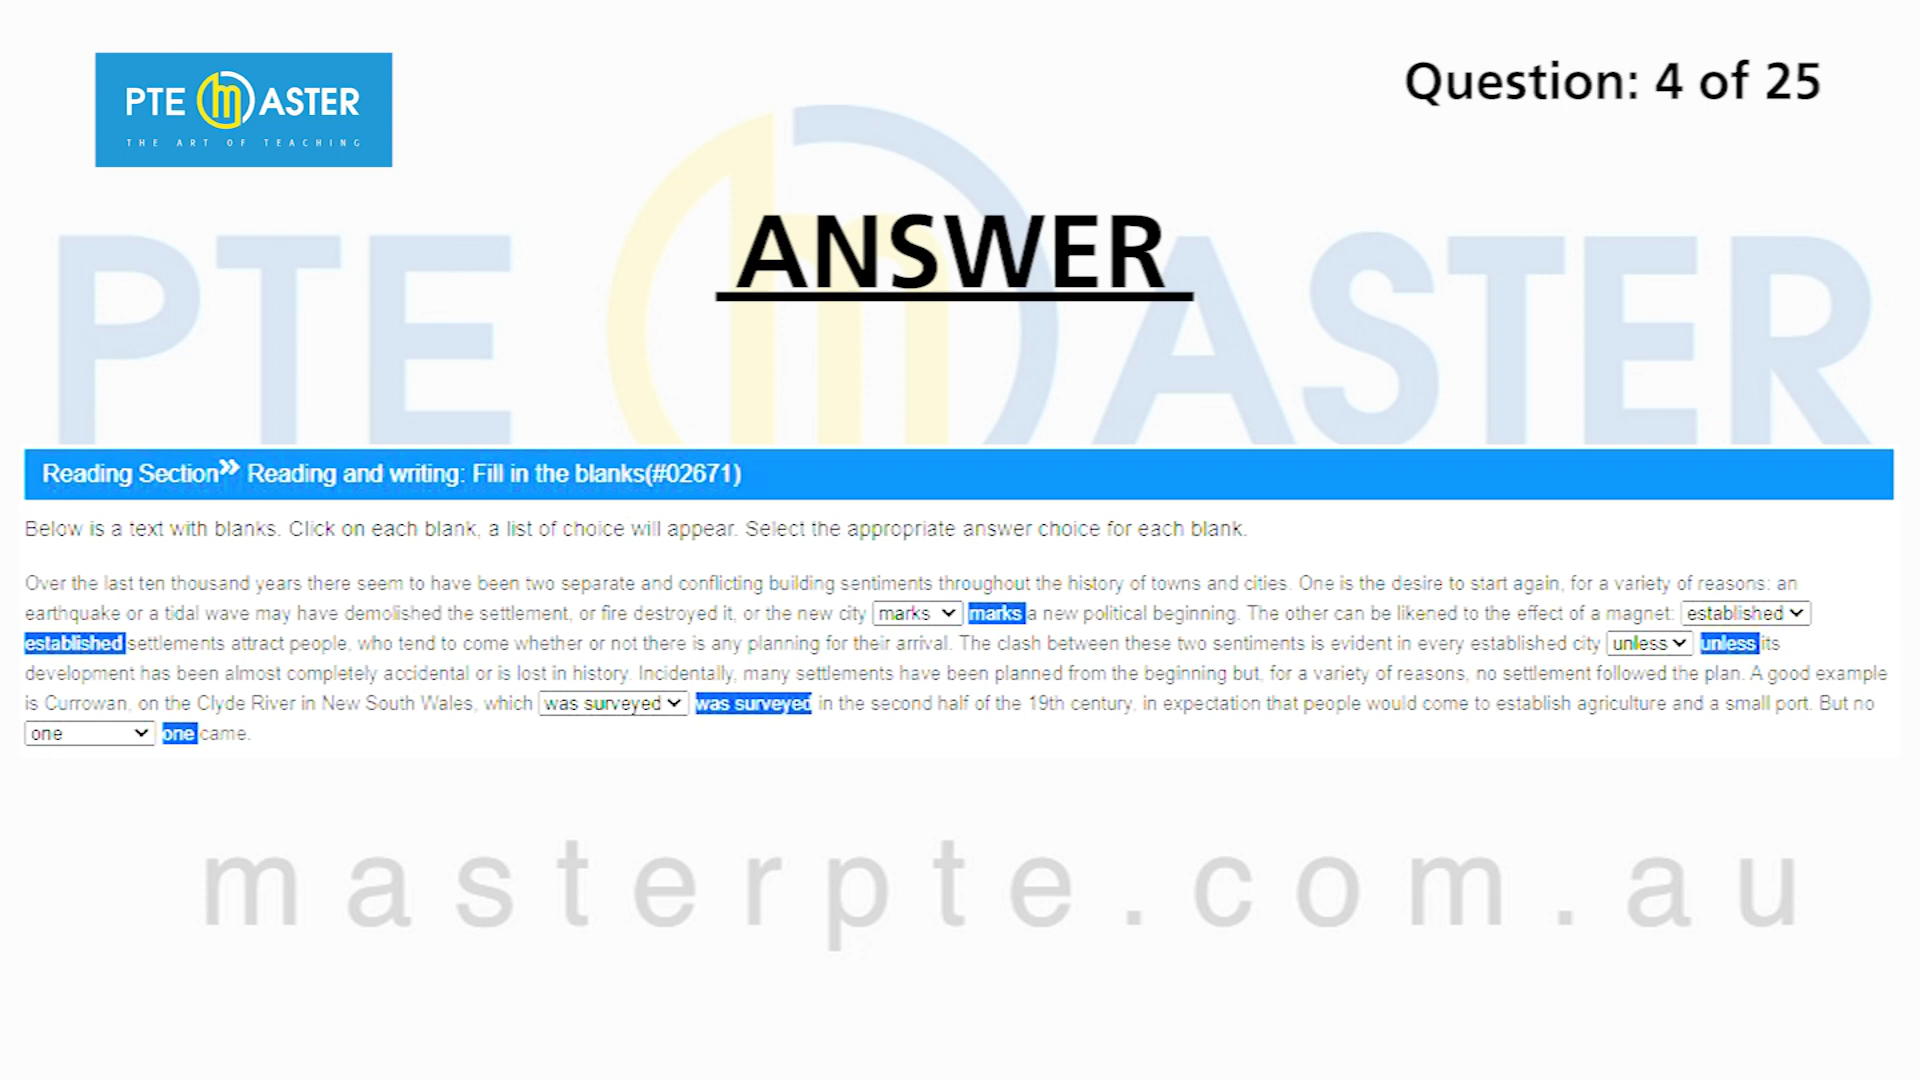 PTE MASTER
THE ART OF TEACHING
Question: 4 of 25
PTE MASTER
ANSWER
Reading Section» Reading and writing: Fill in the blanks(#02671)
Below is a text with blanks. Click on each blank, a list of choice will appear. Select the appropriate answer choice for each blank.
Over the last ten thousand years there seem to have been two separate and conflicting building sentiments throughout the history of towns and cities. One is the desire to start again, for a variety of reasons: an
earthquake or a tidal wave may have demolished the settlement, or fire destroyed it, or the new city marks marks a new political beginning. The other can be likened to the effect of a magnet: established
established settlements attract people, who tend to come whether or not there is any planning for their arrival. The clash between these two sentiments is evident in every established city unless unless its
development has been almost completely accidental or is lost in history. Incidentally, many settlements have been planned from the beginning but, for a variety of reasons, no settlement followed the plan. A good example
is Currowan, on the Clyde River in New South Wales, which was surveyed was surveyed in the second half of the 19th century, in expectation that people would come to establish agriculture and a small port. But no
one one came.
masterpte.com.au